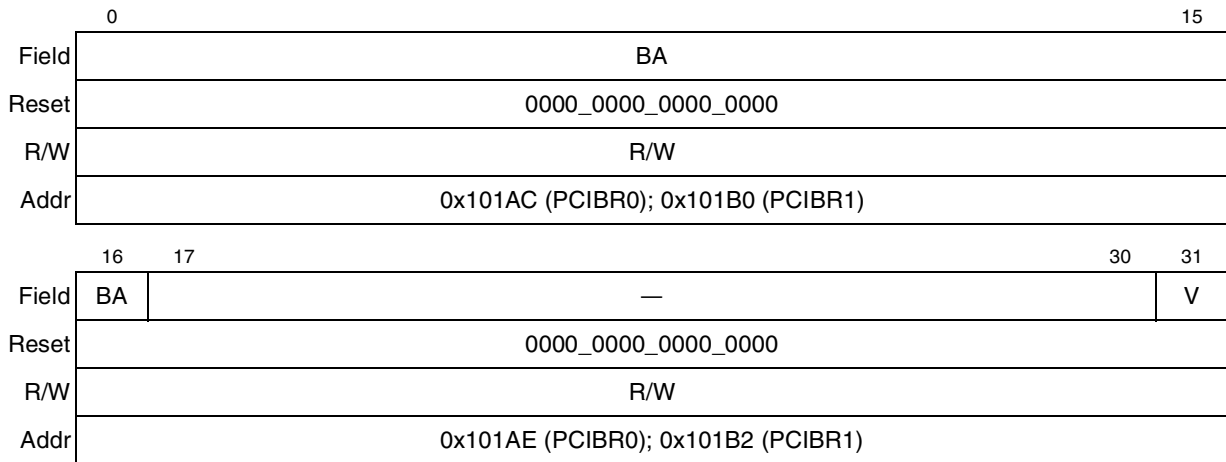 0 15
Field BA
Reset 0000_0000_0000_0000
R/W R/W
Addr 0x101AC (PCIBR0); 0x101B0 (PCIBR1)
16 17 30 31
Field BA — V
Reset 0000_0000_0000_0000
R/W R/W
Addr 0x101AE (PCIBR0); 0x101B2 (PCIBR1)